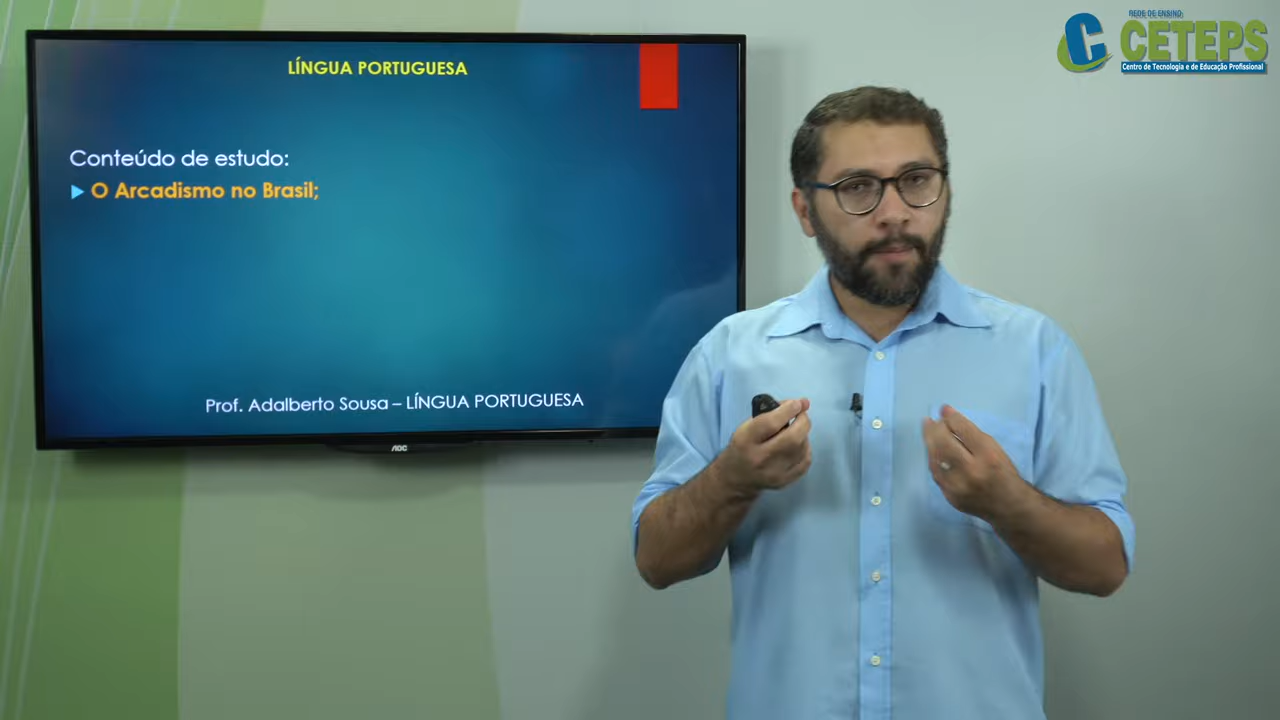 REDE DE ENSINO
CETEPS
Centro de Tecnologia e de Educação Profissional
LÍNGUA PORTUGUESA
Conteúdo de estudo:
O Arcadismo no Brasil;
Prof. Adalberto Sousa – LÍNGUA PORTUGUESA
AOC